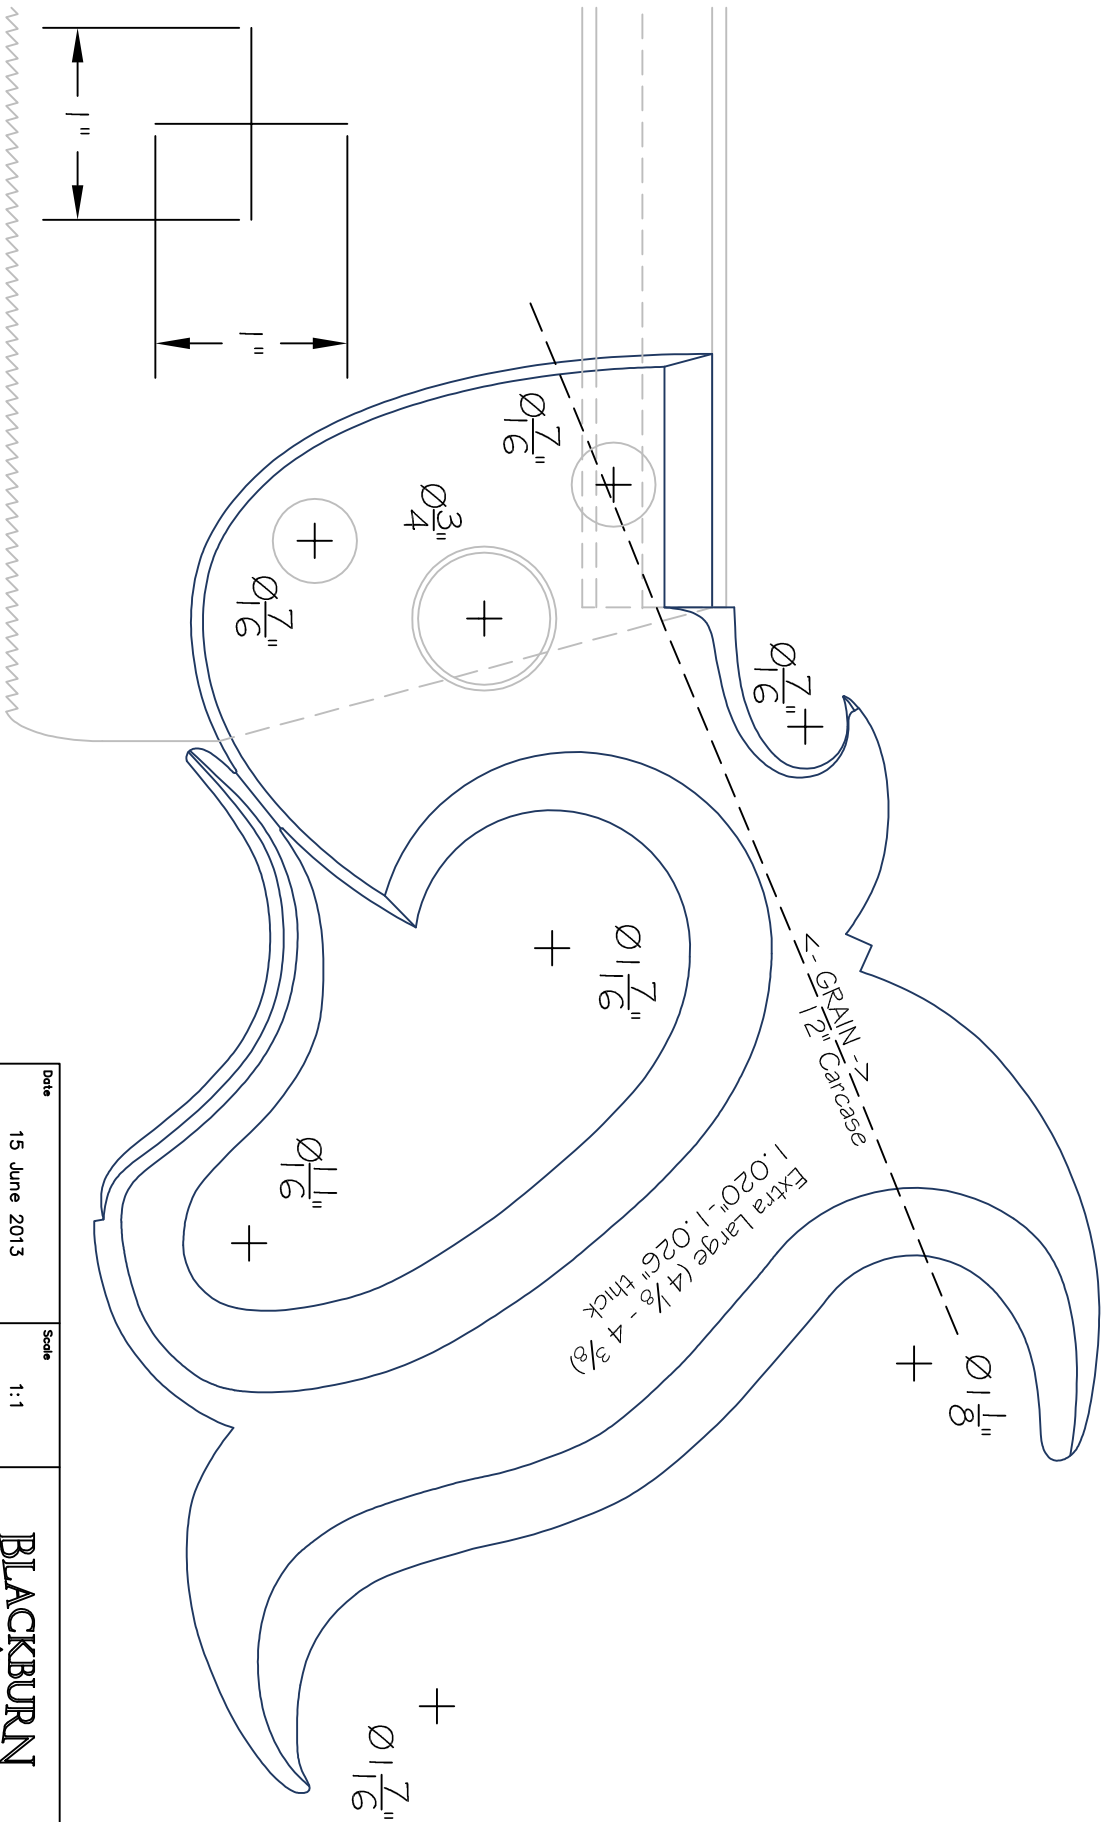 1"
1"
Ø7/16"
Ø3/4"
Ø7/16"
Ø7/16"
Ø1 7/16"
<- GRAIN ->
12" Carcase
Extra Large (4 ⅛ - 4 ⅜)
1.020"-1.026" thick
Ø11/16"
Ø1 1/8"
Ø1 7/16"
Date
15 June 2013
Scale
1:1
BLACKBURN